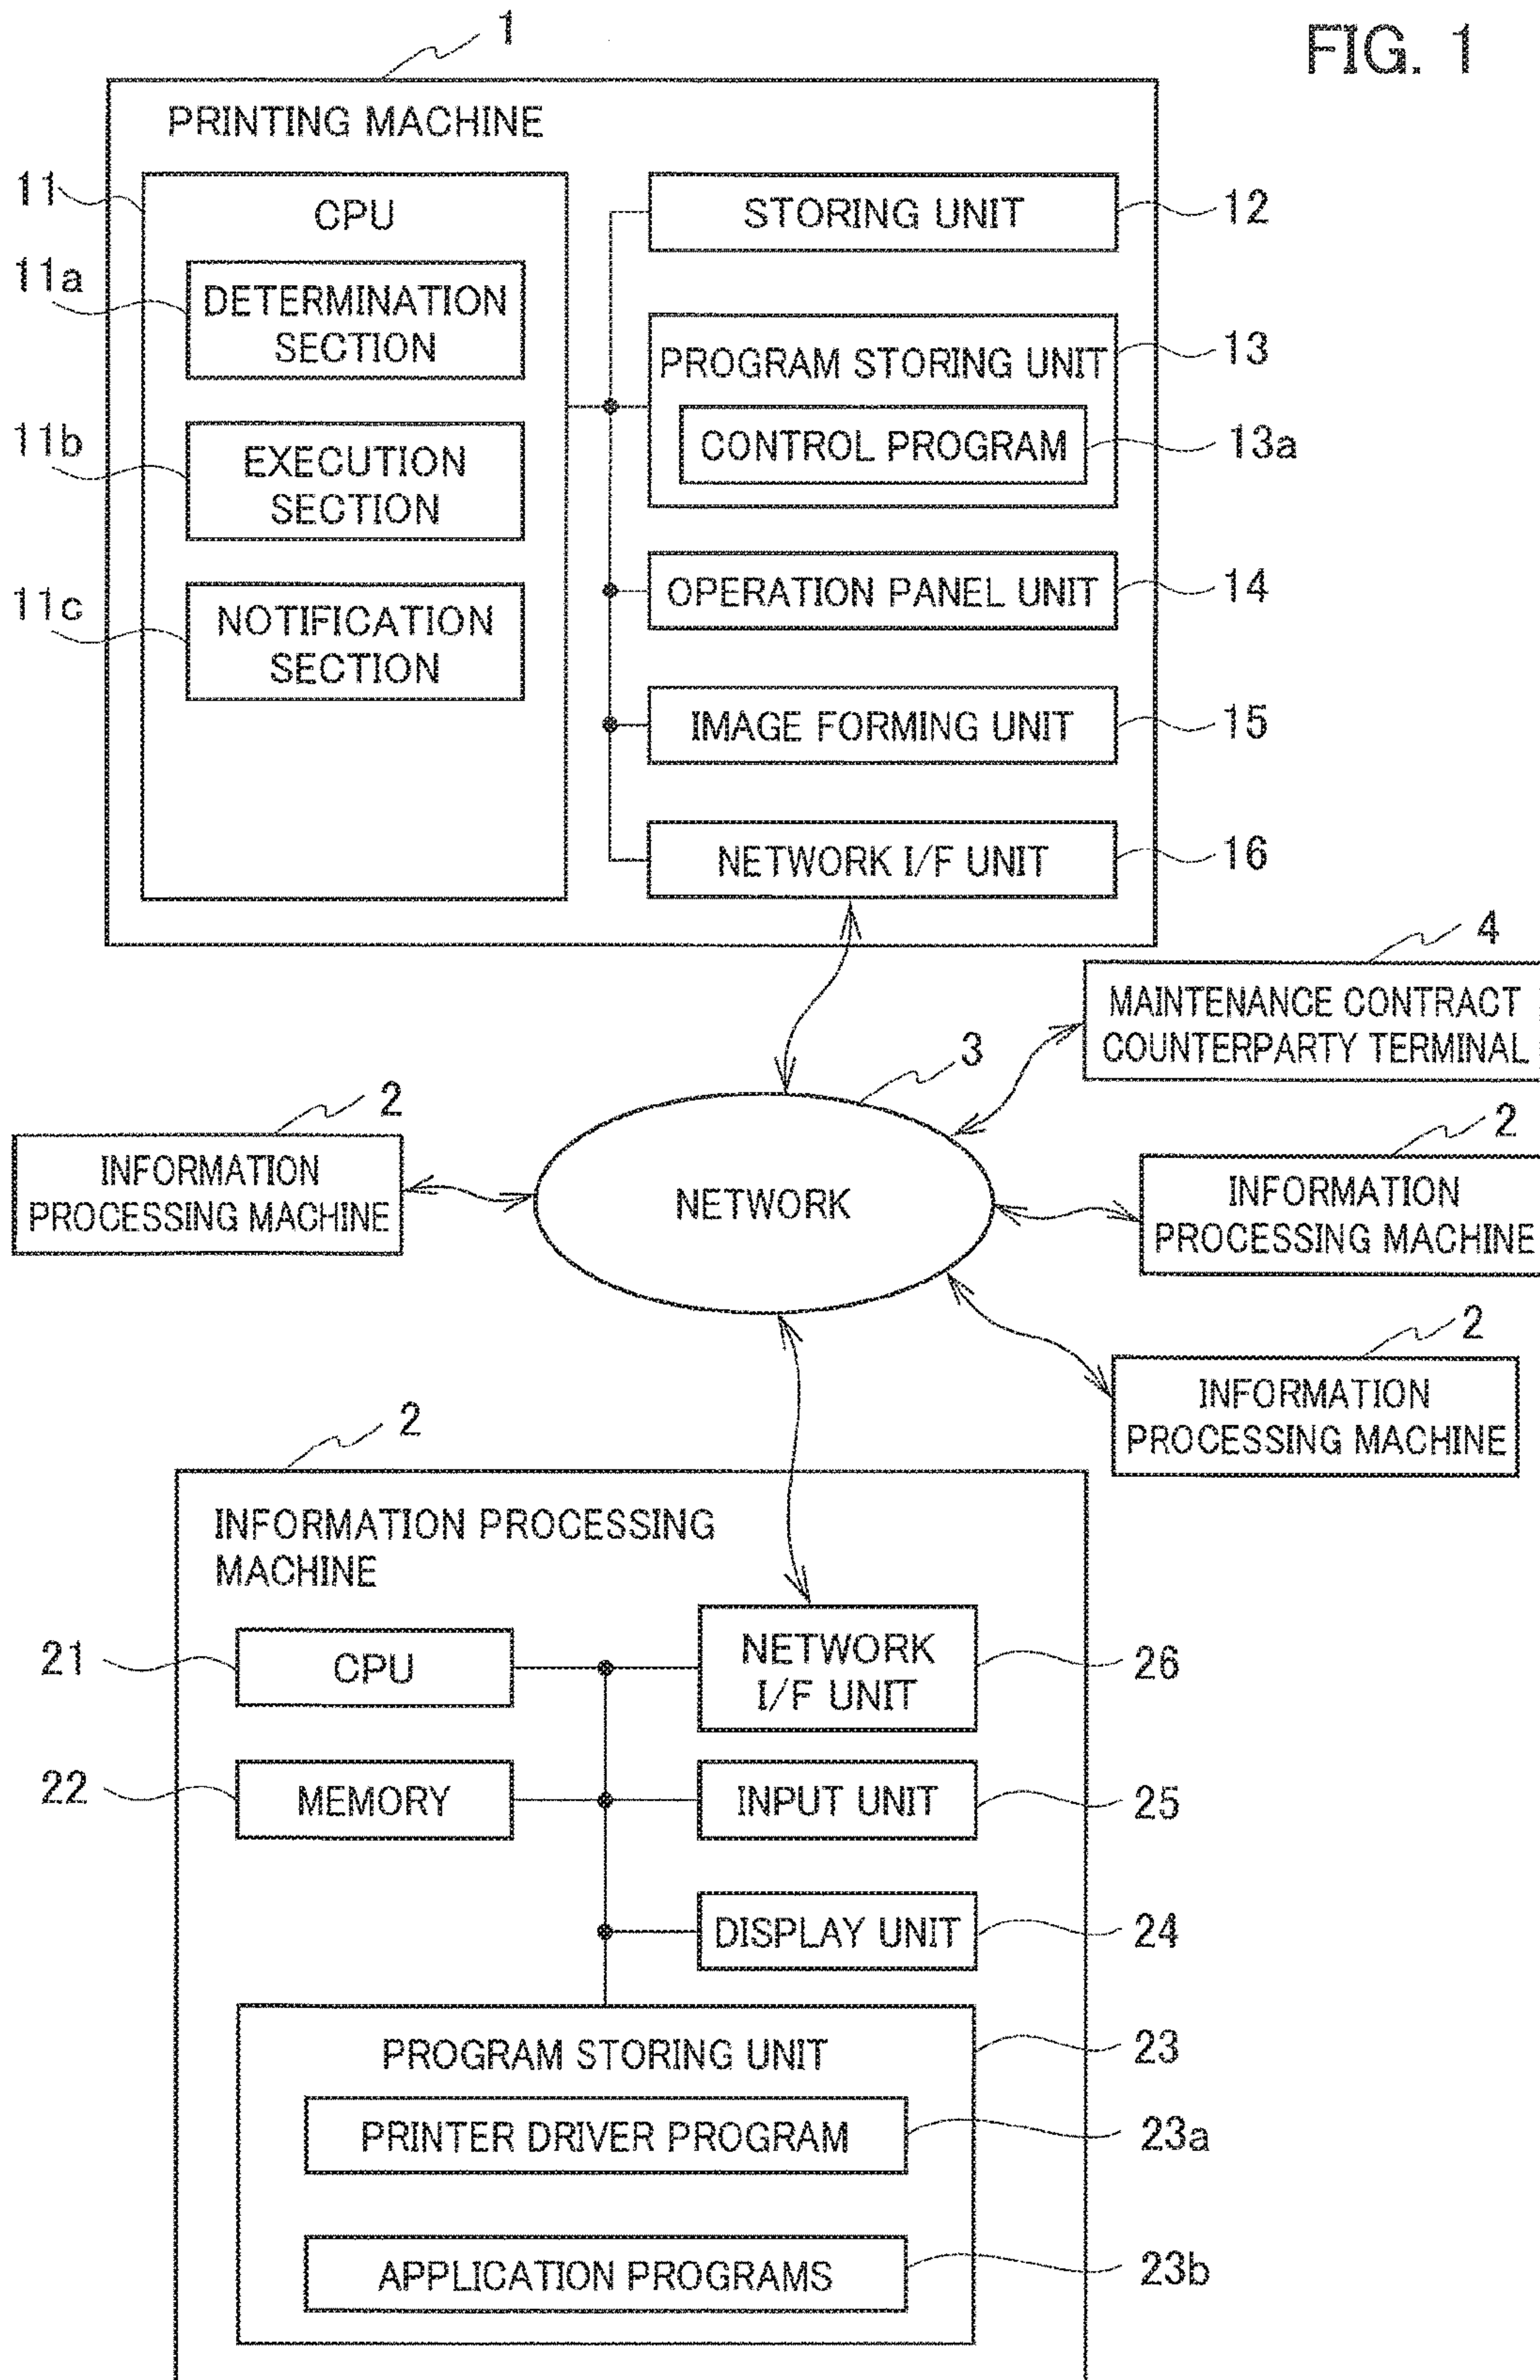 FIG. 1
1
PRINTING MACHINE
11
CPU
11a
DETERMINATION
SECTION
11b
EXECUTION
SECTION
11c
NOTIFICATION
SECTION
STORING UNIT
12
PROGRAM STORING UNIT
13
CONTROL PROGRAM
13a
OPERATION PANEL UNIT
14
IMAGE FORMING UNIT
15
NETWORK I/F UNIT
16
4
MAINTENANCE CONTRACT
COUNTERPARTY TERMINAL
3
NETWORK
2
INFORMATION
PROCESSING MACHINE
2
INFORMATION
PROCESSING MACHINE
2
INFORMATION
PROCESSING MACHINE
2
INFORMATION PROCESSING
MACHINE
21
CPU
NETWORK
I/F UNIT
26
22
MEMORY
INPUT UNIT
25
DISPLAY UNIT
24
PROGRAM STORING UNIT
23
PRINTER DRIVER PROGRAM
23a
APPLICATION PROGRAMS
23b